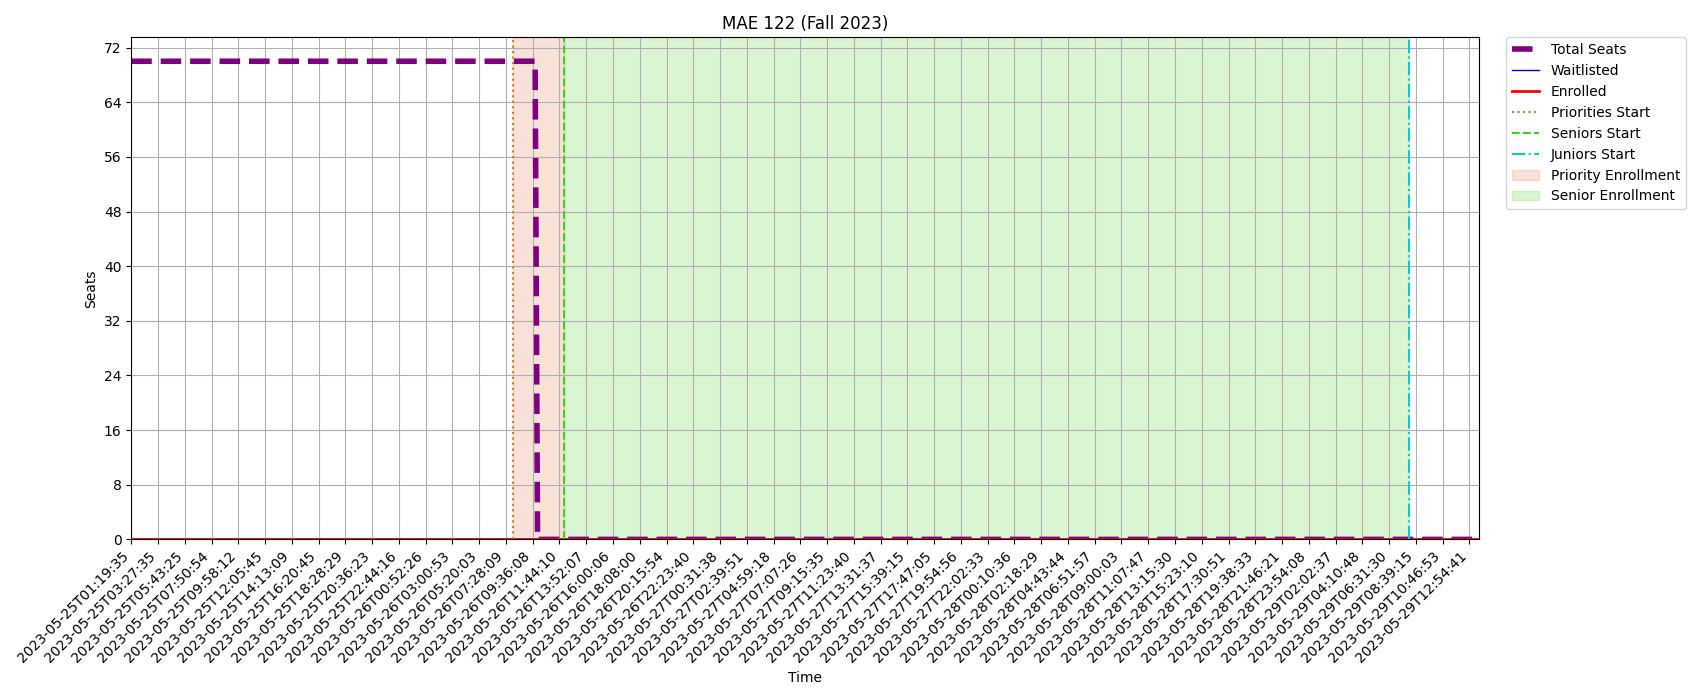 MAE 122 (Fall 2023)
72
64
56
48
40
32
24
16
8
0
Seats
2023-05-25T01:19:35
2023-05-25T03:27:35
2023-05-25T05:43:25
2023-05-25T07:50:54
2023-05-25T09:58:12
2023-05-25T12:05:45
2023-05-25T14:13:09
2023-05-25T16:20:45
2023-05-25T18:28:29
2023-05-25T20:36:23
2023-05-25T22:44:16
2023-05-26T00:52:26
2023-05-26T03:00:53
2023-05-26T05:20:03
2023-05-26T07:28:09
2023-05-26T09:36:08
2023-05-26T11:44:10
2023-05-26T13:52:07
2023-05-26T16:00:06
2023-05-26T18:08:00
2023-05-26T20:15:54
2023-05-26T22:23:40
2023-05-27T00:31:38
2023-05-27T02:39:51
2023-05-27T04:59:18
2023-05-27T07:07:26
2023-05-27T09:15:35
2023-05-27T11:23:40
2023-05-27T13:31:37
2023-05-27T15:39:15
2023-05-27T17:47:05
2023-05-27T19:54:56
2023-05-27T22:02:33
2023-05-28T00:10:36
2023-05-28T02:18:29
2023-05-28T04:43:44
2023-05-28T06:51:57
2023-05-28T09:00:03
2023-05-28T11:07:47
2023-05-28T13:15:30
2023-05-28T15:23:10
2023-05-28T17:30:51
2023-05-28T19:38:33
2023-05-28T21:46:21
2023-05-28T23:54:08
2023-05-29T02:02:37
2023-05-29T04:10:48
2023-05-29T06:31:30
2023-05-29T08:39:15
2023-05-29T10:46:53
2023-05-29T12:54:41
Time
Total Seats
Waitlisted
Enrolled
Priorities Start
Seniors Start
Juniors Start
Priority Enrollment
Senior Enrollment